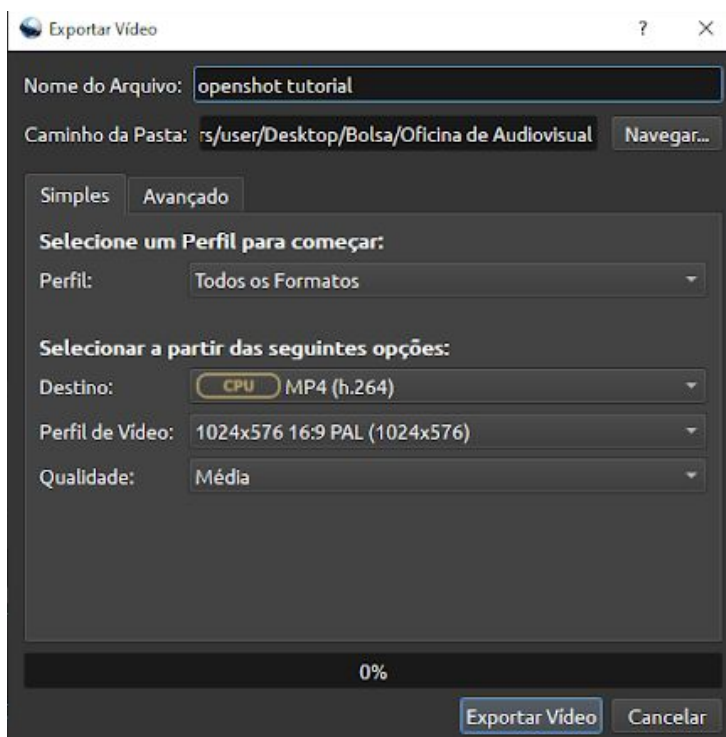 Exportar Vídeo ?
Nome do Arquivo: openshot tutorial
Caminho da Pasta: rs/user/Desktop/Bolsa/Oficina de Audiovisual Navegar...
Simples Avançado
Selecione um Perfil para começar:
Perfil: Todos os Formatos
Selecionar a partir das seguintes opções:
Destino: CPU MP4 (h.264)
Perfil de Vídeo: 1024x576 16:9 PAL (1024x576)
Qualidade: Média
0%
Exportar Vídeo Cancelar